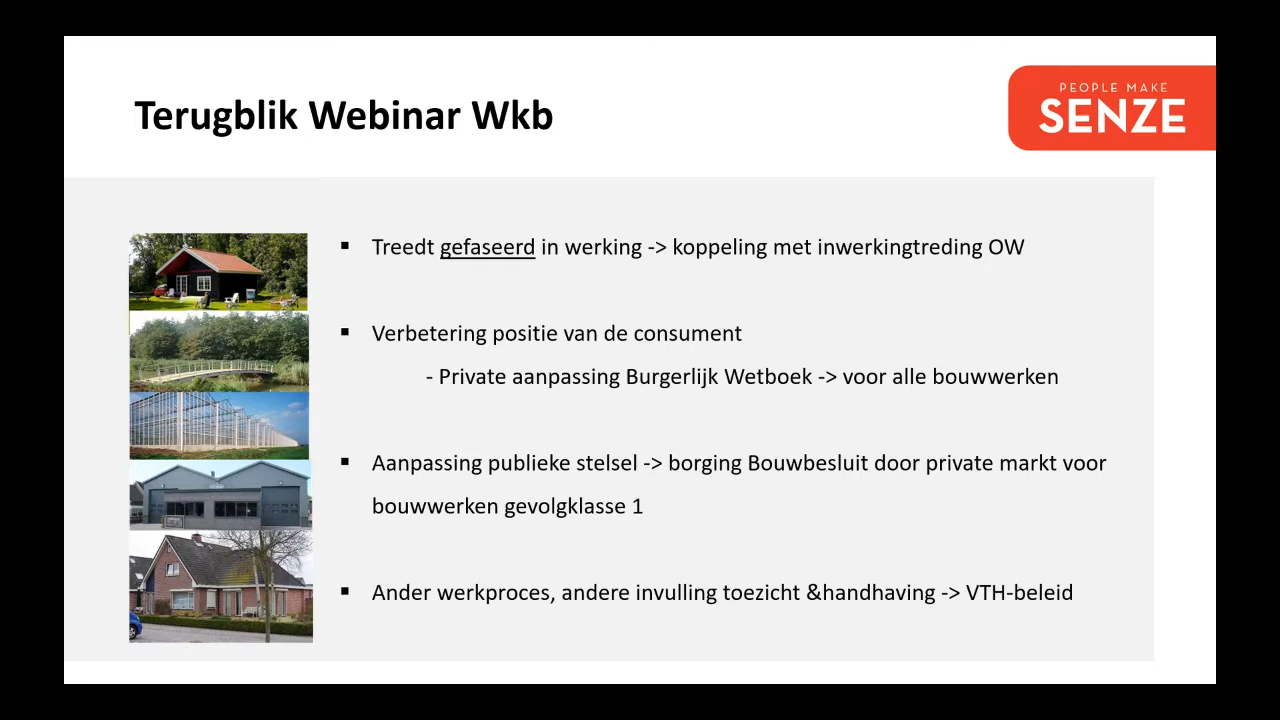 Terugblik Webinar Wkb
PEOPLE MAKE
SENZE
▪ Treedt gefaseerd in werking -> koppeling met inwerkingtreding OW
▪ Verbetering positie van de consument
- Private aanpassing Burgerlijk Wetboek -> voor alle bouwwerken
▪ Aanpassing publieke stelsel -> borging Bouwbesluit door private markt voor
bouwwerken gevolgklasse 1
▪ Ander werkproces, andere invulling toezicht &handhaving -> VTH-beleid